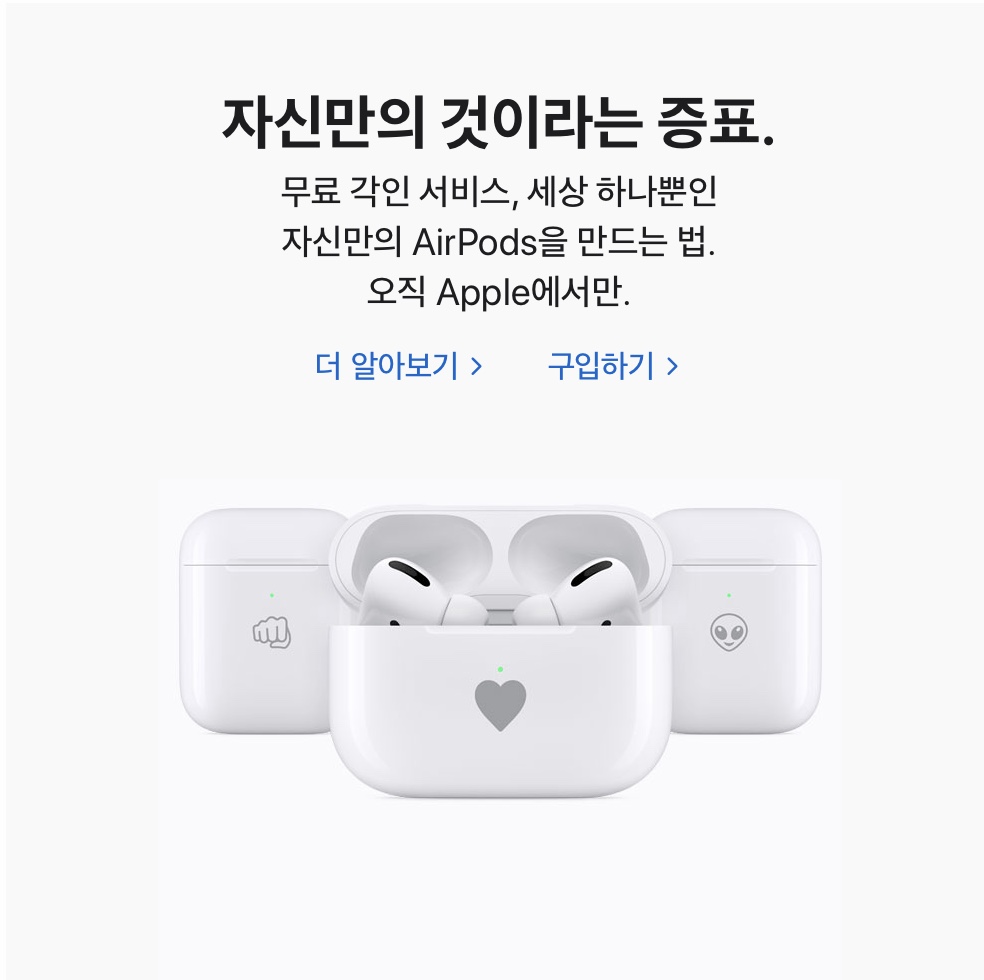 자신만의 것이라는 증표.
무료 각인 서비스, 세상 하나뿐인
자신만의 AirPods을 만드는 법.
오직 Apple에서만.
더 알아보기 > 구입하기 >